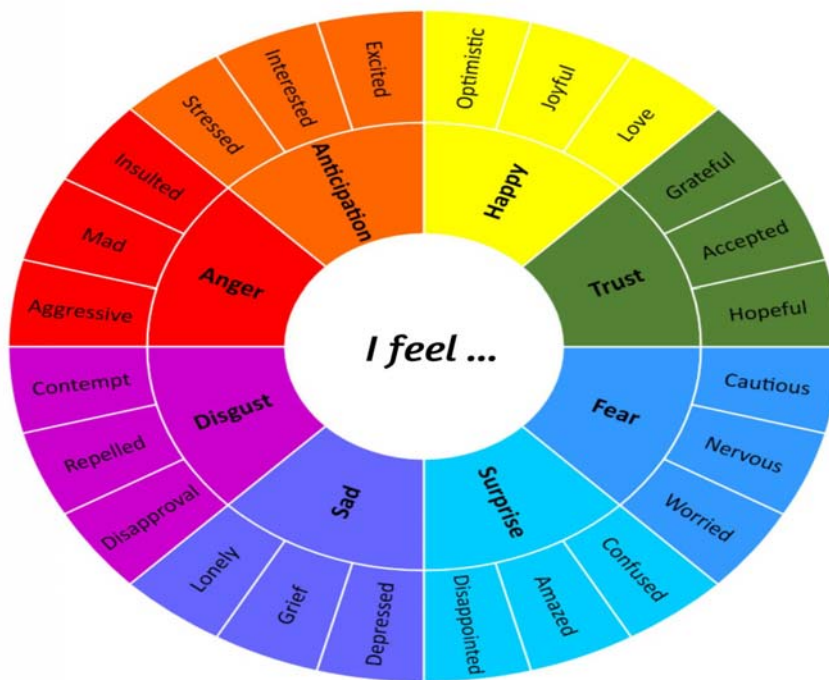 I feel ...
Happy
Optimistic
Joyful
Love
Trust
Grateful
Accepted
Hopeful
Fear
Cautious
Nervous
Worried
Surprise
Confused
Amazed
Disappointed
Sad
Depressed
Grief
Lonely
Disgust
Disapproval
Repelled
Contempt
Anger
Aggressive
Mad
Insulted
Anticipation
Stressed
Interested
Excited